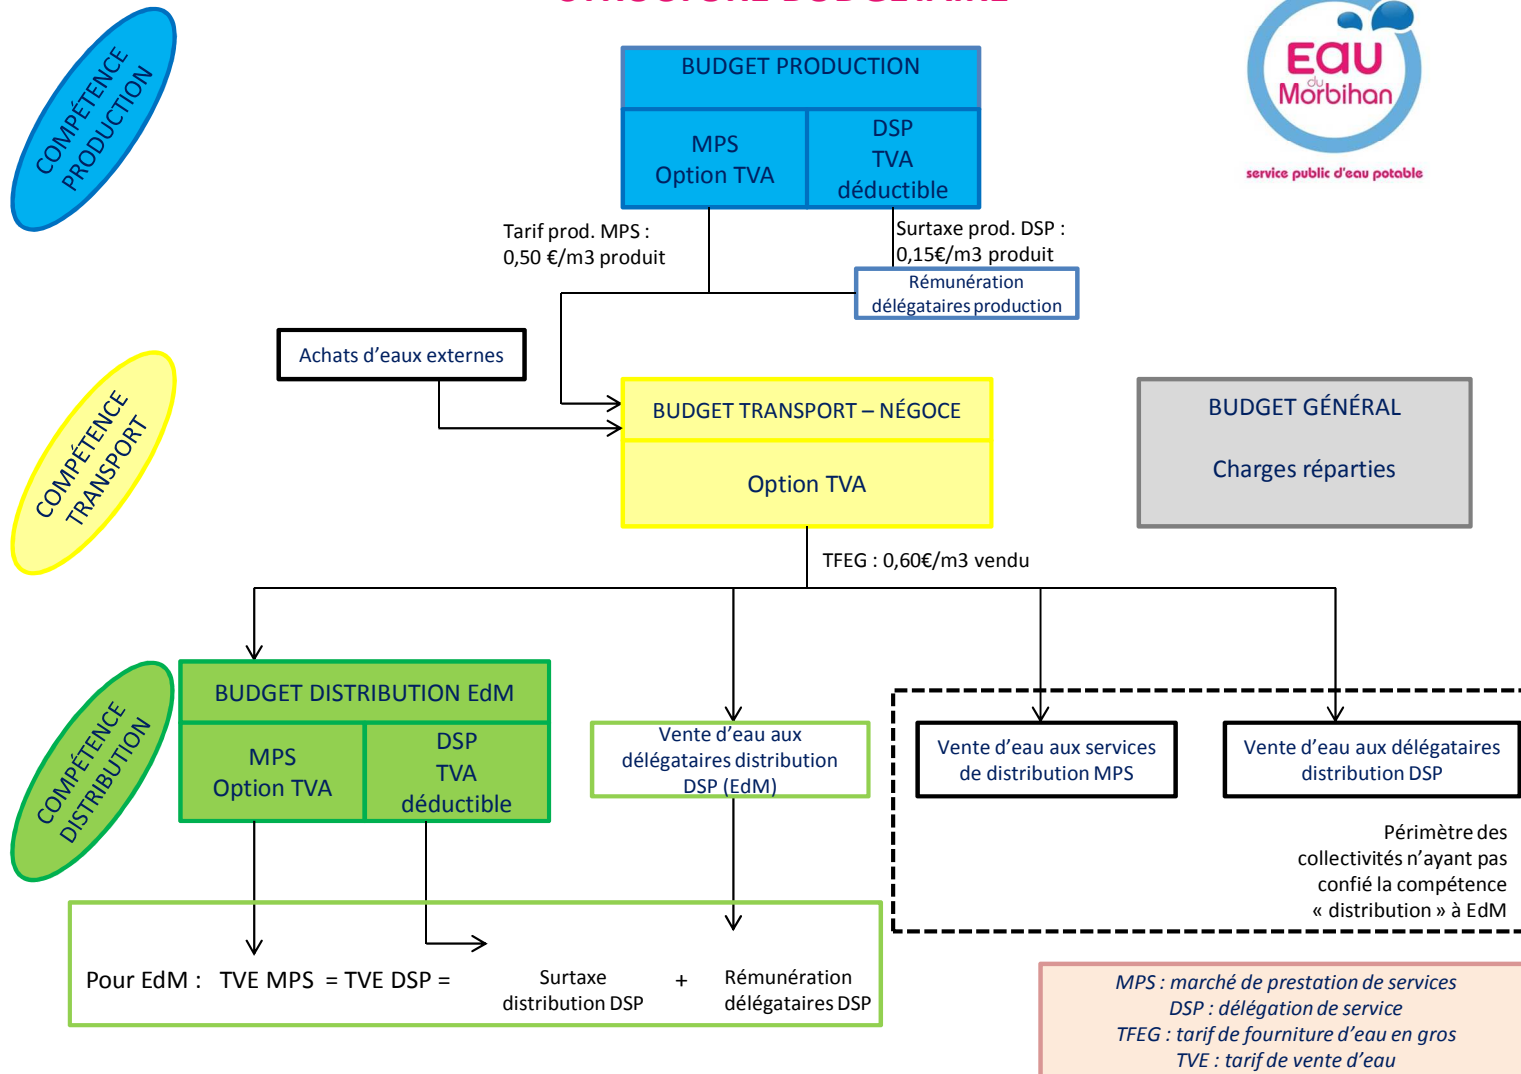 STRUCTURE BUDGÉTAIRE
COMPÉTENCE
PRODUCTION
BUDGET PRODUCTION
MPS
Option TVA
DSP
TVA
déductible
Eau
du
Morbihan
service public d'eau potable
Tarif prod. MPS :
0,50 €/m3 produit
Surtaxe prod. DSP :
0,15€/m3 produit
Rémunération
délégataires production
Achats d'eaux externes
COMPÉTENCE
TRANSPORT
BUDGET TRANSPORT – NÉGOCE
Option TVA
BUDGET GÉNÉRAL
Charges réparties
TFEG : 0,60€/m3 vendu
COMPÉTENCE
DISTRIBUTION
BUDGET DISTRIBUTION EdM
MPS
Option TVA
DSP
TVA
déductible
Vente d'eau aux
délégataires distribution
DSP (EdM)
Vente d'eau aux services
de distribution MPS
Vente d'eau aux délégataires
distribution DSP
Périmètre des
collectivités n'ayant pas
confié la compétence
« distribution » à EdM
Pour EdM : TVE MPS = TVE DSP =
Surtaxe
distribution DSP
+
Rémunération
délégataires DSP
MPS : marché de prestation de services
DSP : délégation de service
TFEG : tarif de fourniture d'eau en gros
TVE : tarif de vente d'eau